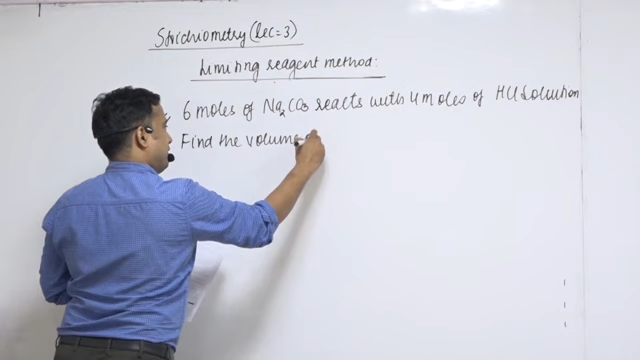 Stoichiometry (Lec=3)
Limiting reagent method:
6 moles of Na2CO3 reacts with 4 moles of HCl Solution
Find the volume